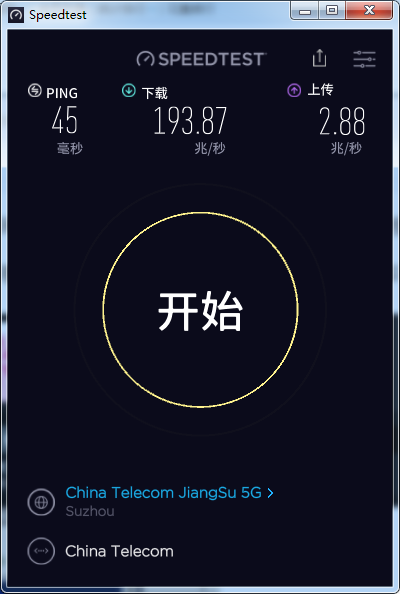 Speedtest
SPEEDTEST
PING 下载 上传
45 193.87 2.88
毫秒 兆/秒 兆/秒
开始
China Telecom JiangSu 5G >
Suzhou
China Telecom